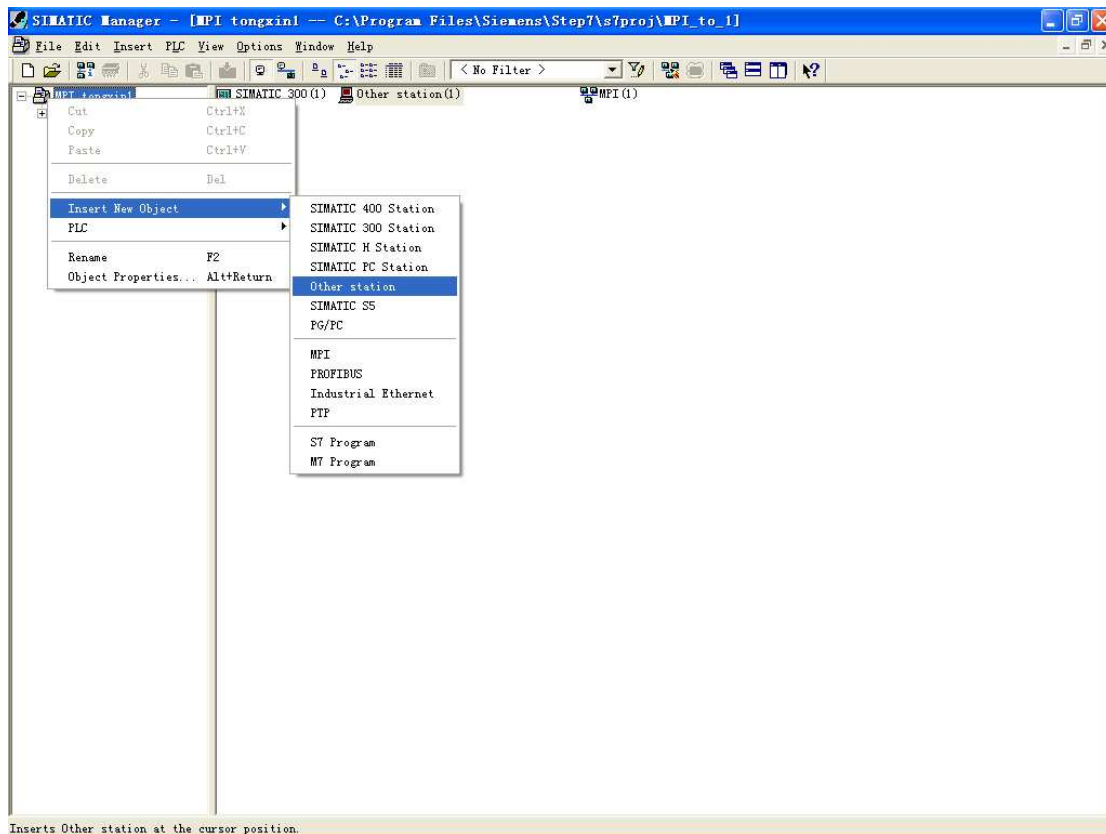 SIMATIC Manager - [MPI tongxin1 -- C:\Program Files\Siemens\Step7\s7proj\MPI_to_1]
File Edit Insert PLC View Options Window Help
< No Filter >
MPI tongxin1
SIMATIC 300(1) Other station(1) MPI(1)
Cut Ctrl+X
Copy Ctrl+C
Paste Ctrl+V
Delete Del
Insert New Object
PLC
Rename F2
Object Properties... Alt+Return
SIMATIC 400 Station
SIMATIC 300 Station
SIMATIC H Station
SIMATIC PC Station
Other station
SIMATIC S5
PG/PC
MPI
PROFIBUS
Industrial Ethernet
PTP
S7 Program
M7 Program
Inserts Other station at the cursor position.